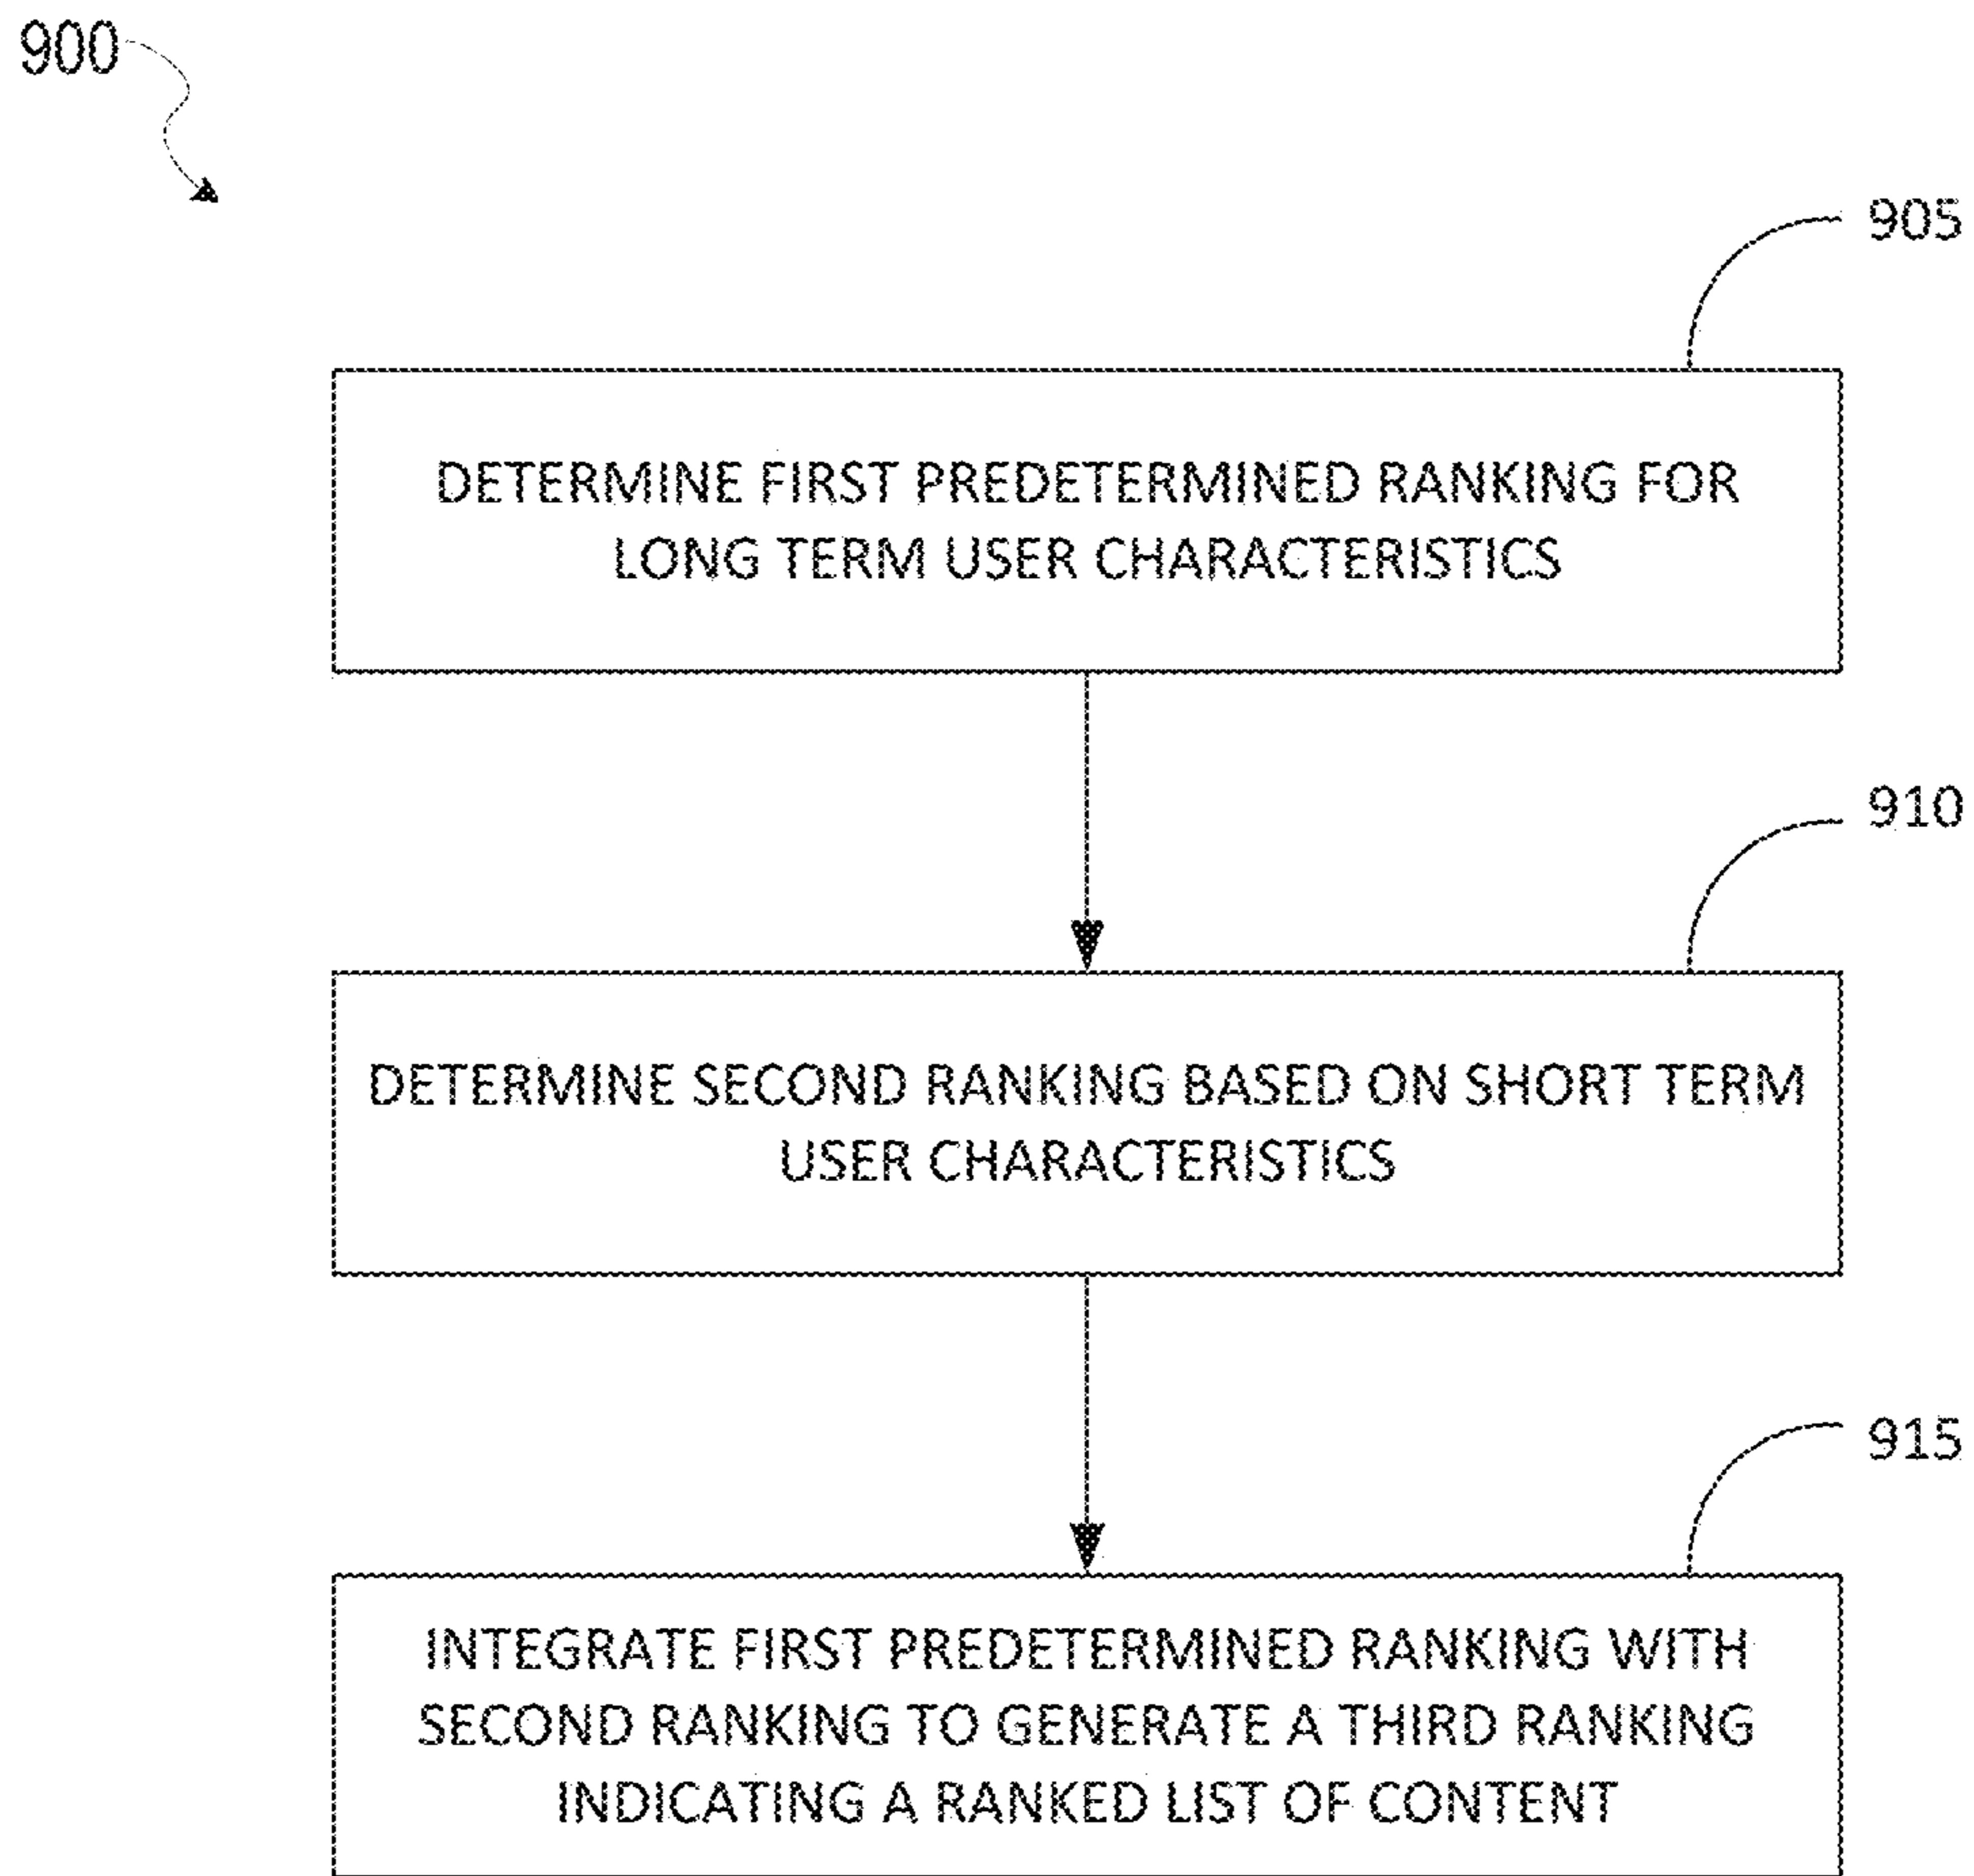 900
905
DETERMINE FIRST PREDETERMINED RANKING FOR
LONG TERM USER CHARACTERISTICS
910
DETERMINE SECOND RANKING BASED ON SHORT TERM
USER CHARACTERISTICS
915
INTEGRATE FIRST PREDETERMINED RANKING WITH
SECOND RANKING TO GENERATE A THIRD RANKING
INDICATING A RANKED LIST OF CONTENT